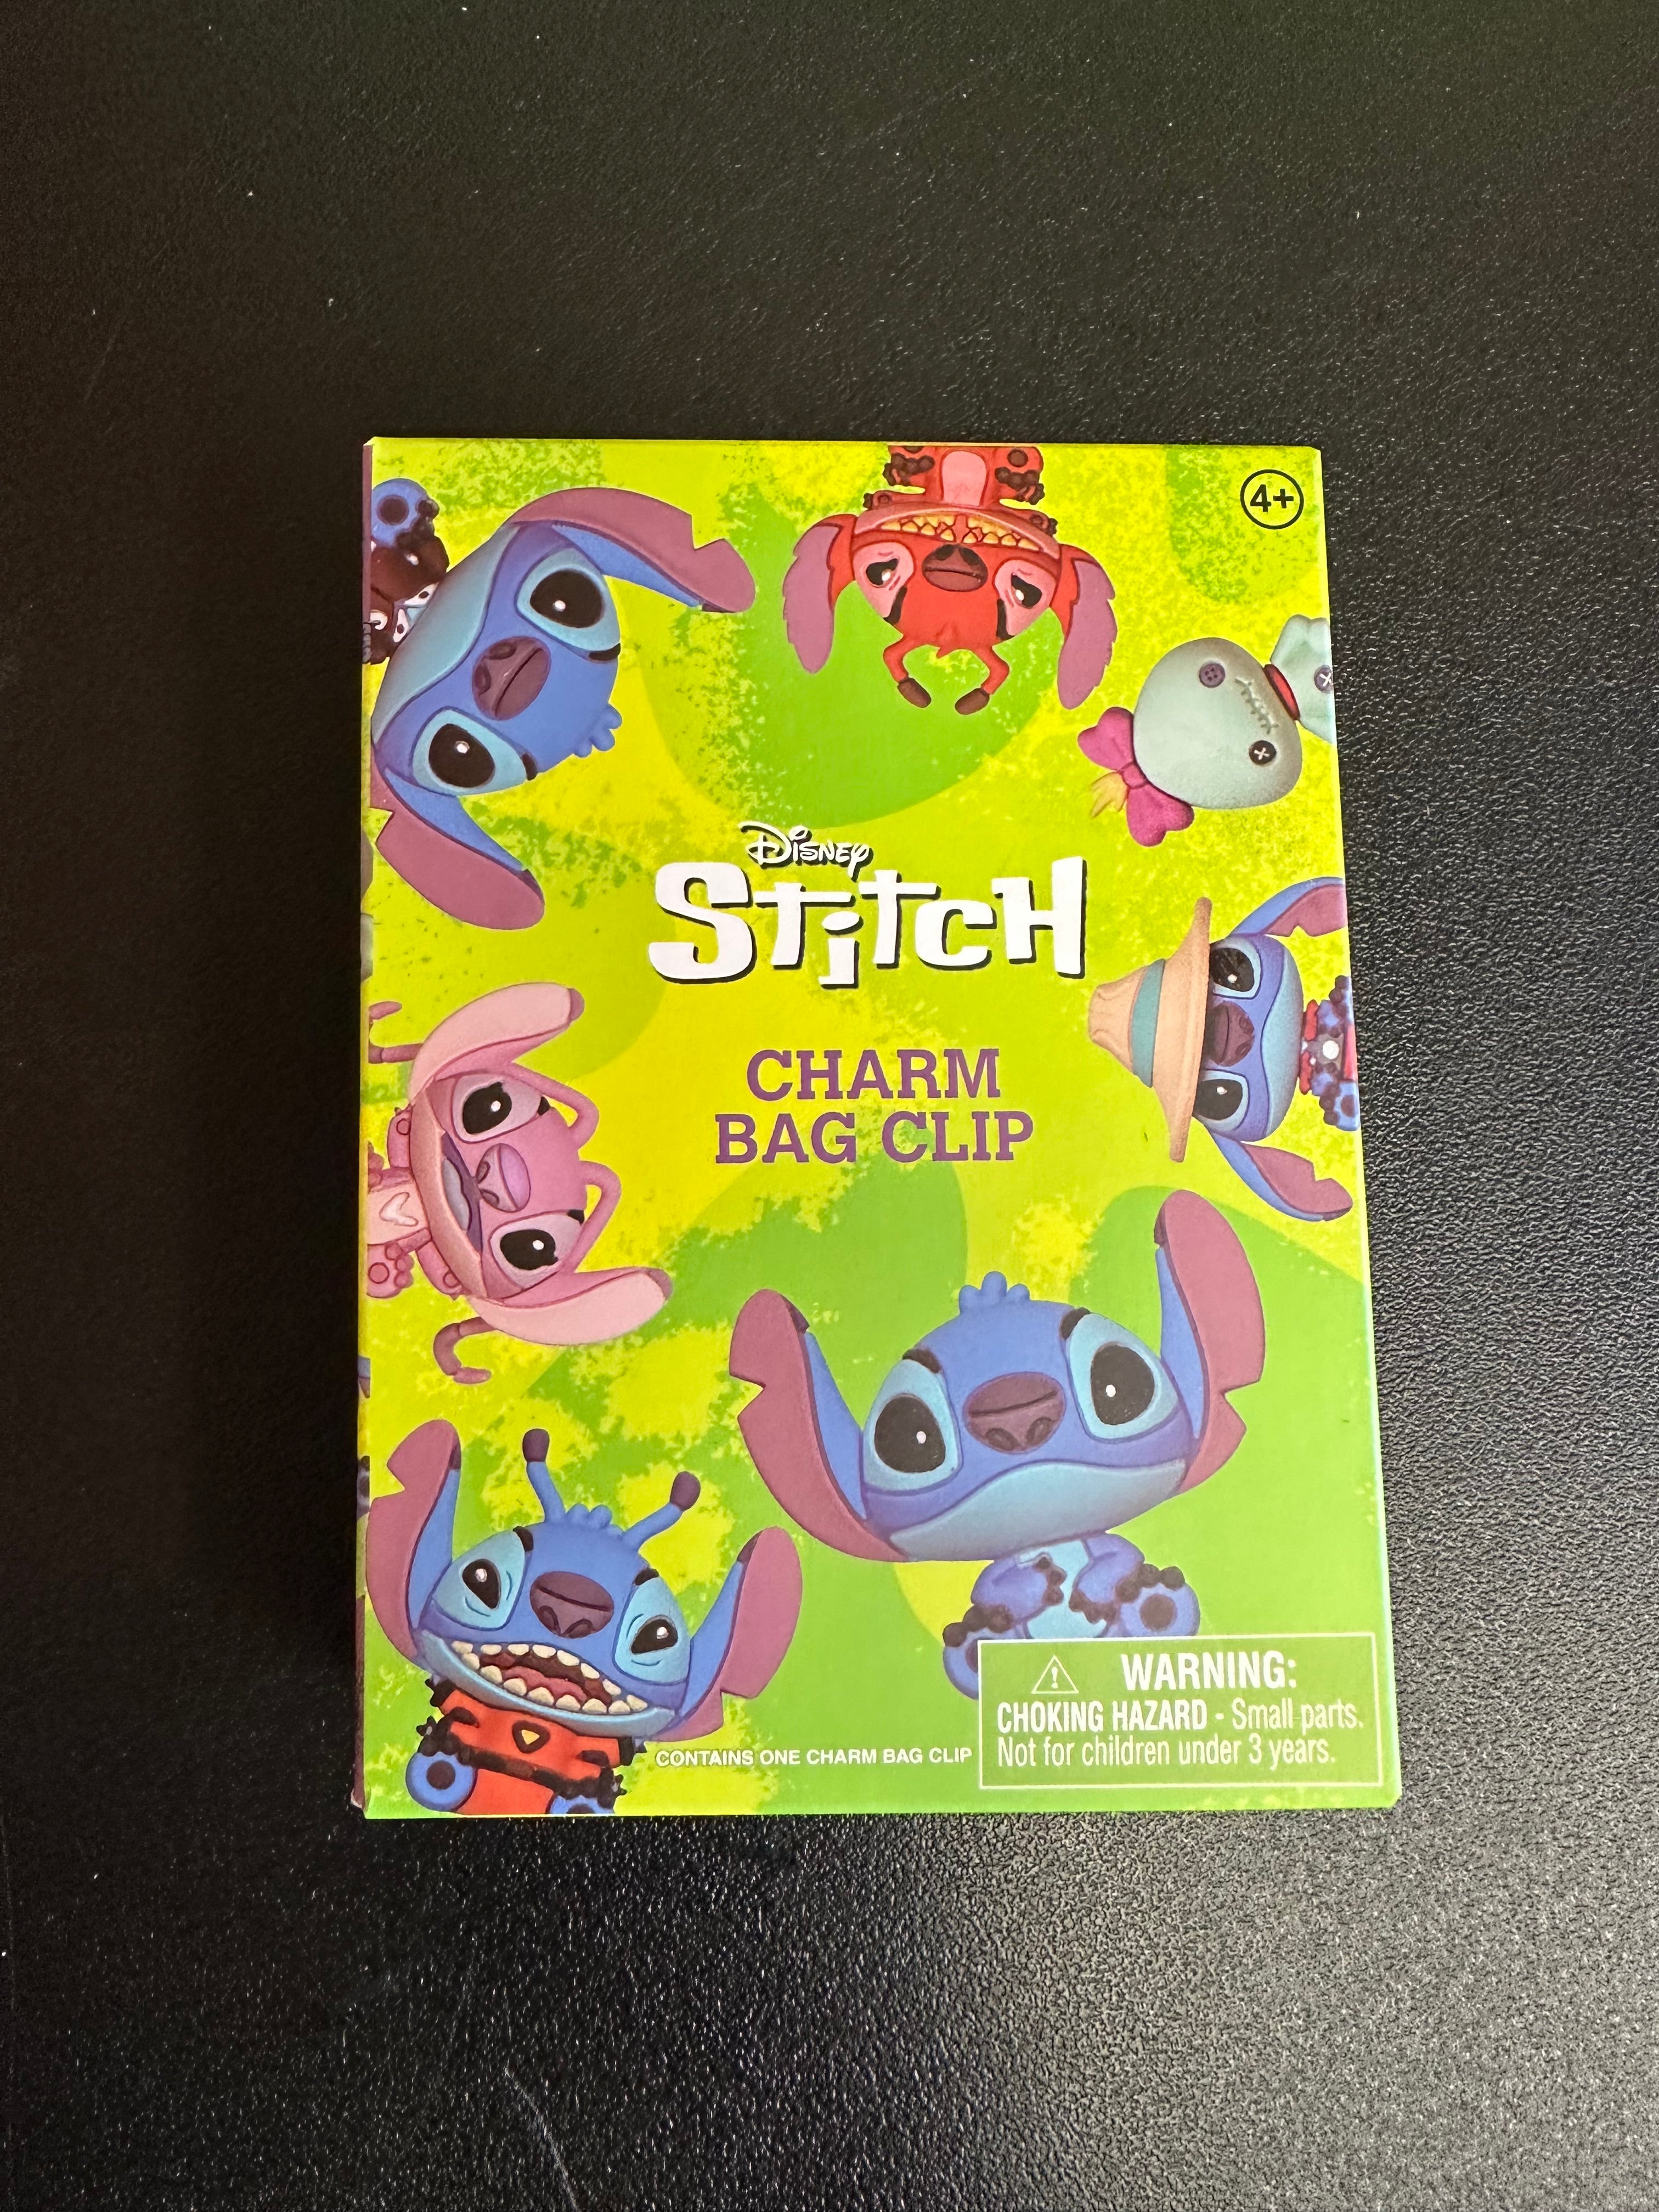 4+
Disney
Stitch
CHARM
BAG CLIP
WARNING:
CHOKING HAZARD - Small parts.
Not for children under 3 years.
CONTAINS ONE CHARM BAG CLIP